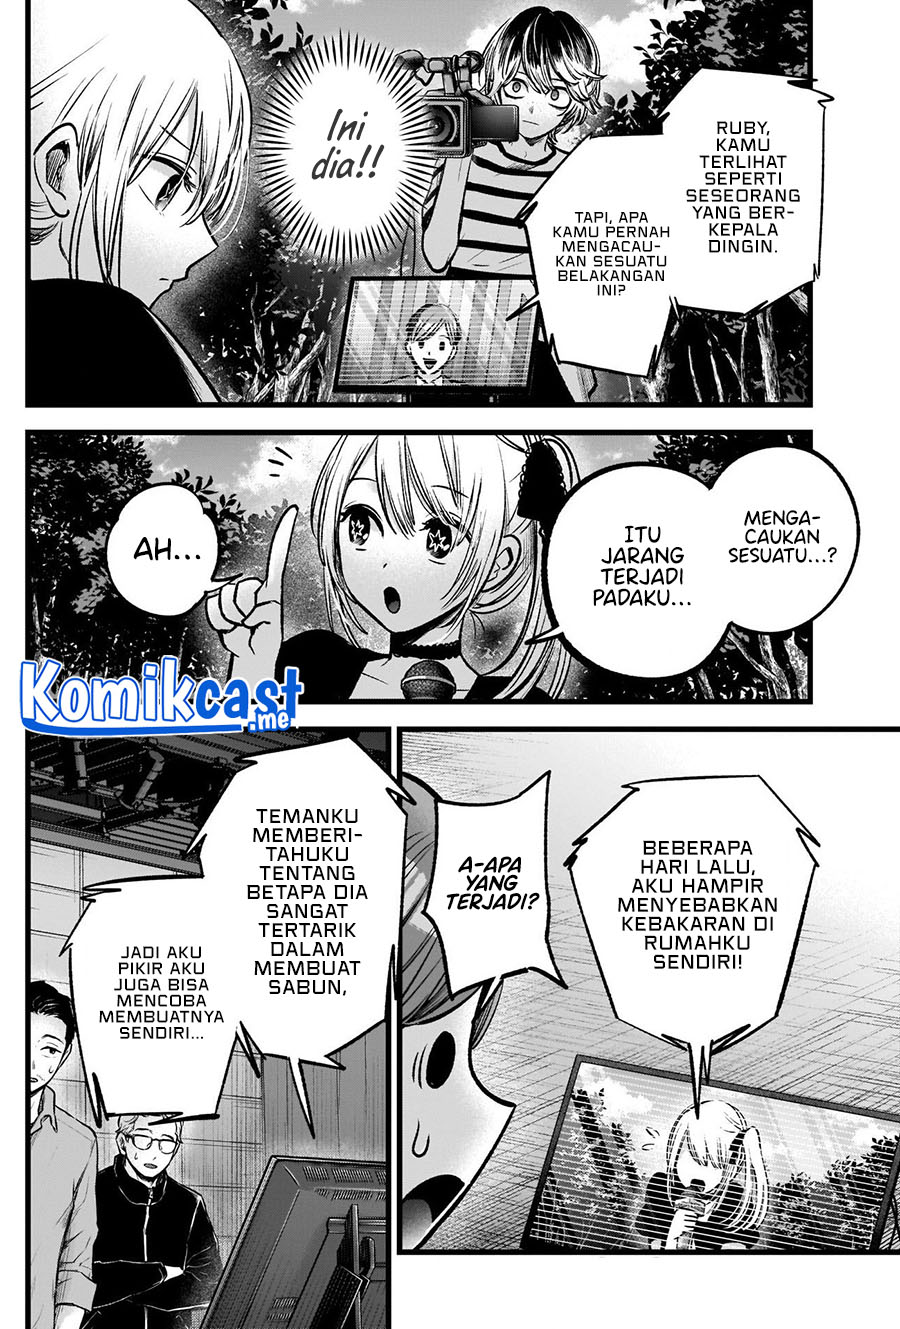 RUBY,
KAMU
TERLIHAT
SEPERTI
SESEORANG
YANG BER-
KEPALA
DINGIN.
TAPI, APA
KAMU PERNAH
MENGACAU-
KAN SESUATU
BELAKANGAN
INI?
Ini
dia!!
MENGA-
CAUKAN
SESUATU...?
ITU
JARANG
TERJADI
PADAKU...
AH...
Komikcast
.me
BEBERAPA
HARI LALU,
AKU HAMPIR
MENYEBABKAN
KEBAKARAN DI
RUMAHKU
SENDIRI!
A-APA
YANG
TERJADI?
TEMANKU
MEMBERI-
TAHUKU
TENTANG
BETAPA DIA
SANGAT
TERTARIK
DALAM
MEMBUAT
SABUN,
JADI AKU
PIKIR AKU
JUGA BISA
MENCOBA
MEMBUATNYA
SENDIRI...